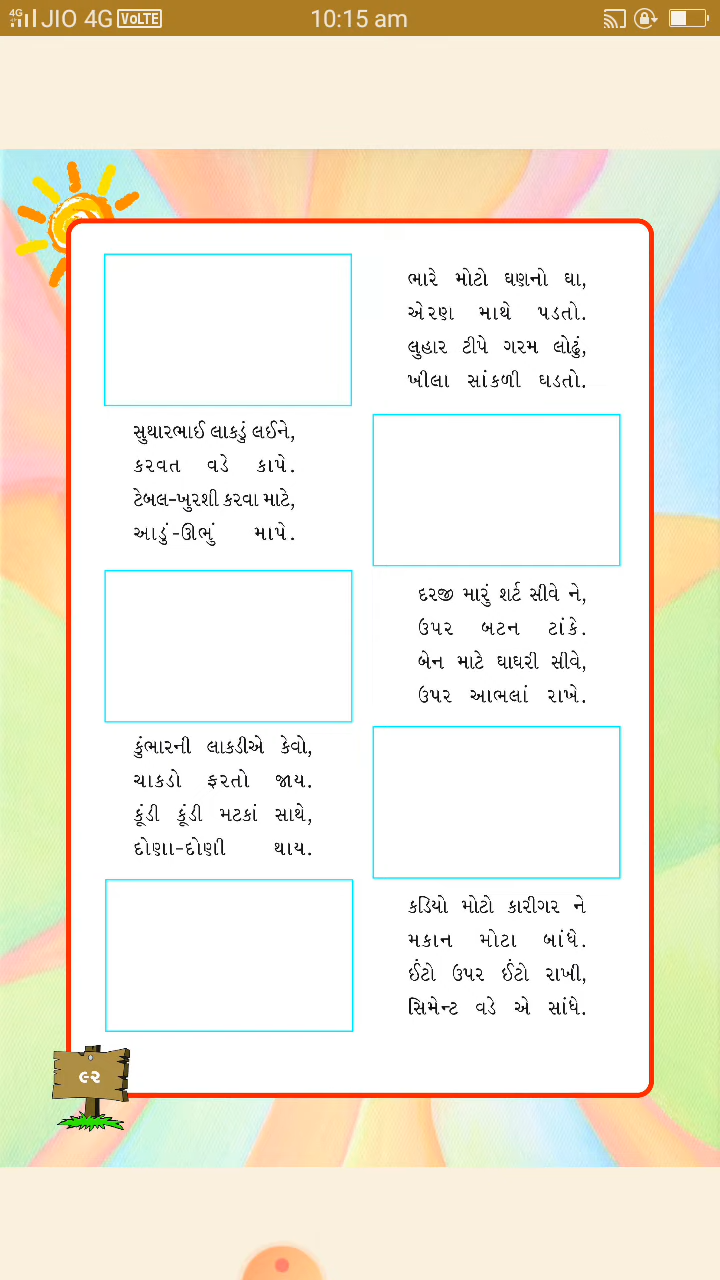 4G JIO 4G VoLTE 10:15 am
ભારે મોટો ઘણનો ઘા,
એરણ માથે પડતો.
લુહાર ટીપે ગરમ લોઢું,
ખીલા સાંકળી ઘડતો.
સુથારભાઈ લાકડું લઈને,
કરવત વડે કાપે.
ટેબલ-ખુરશી કરવા માટે,
આડું-ઊભું માપે.
દરજી મારું શર્ટ સીવે ને,
ઉપર બટન ટાંકે.
બેન માટે ઘાઘરી સીવે,
ઉપર આભલાં રાખે.
કુંભારની લાકડીએ કેવો,
ચાકડો ફરતો જાય.
કૂંડી કૂંડી મટકાં સાથે,
દોણા-દોણી થાય.
કડિયો મોટો કારીગર ને
મકાન મોટા બાંધે.
ઈંટો ઉપર ઈંટો રાખી,
સિમેન્ટ વડે એ સાંધે.
૯૨